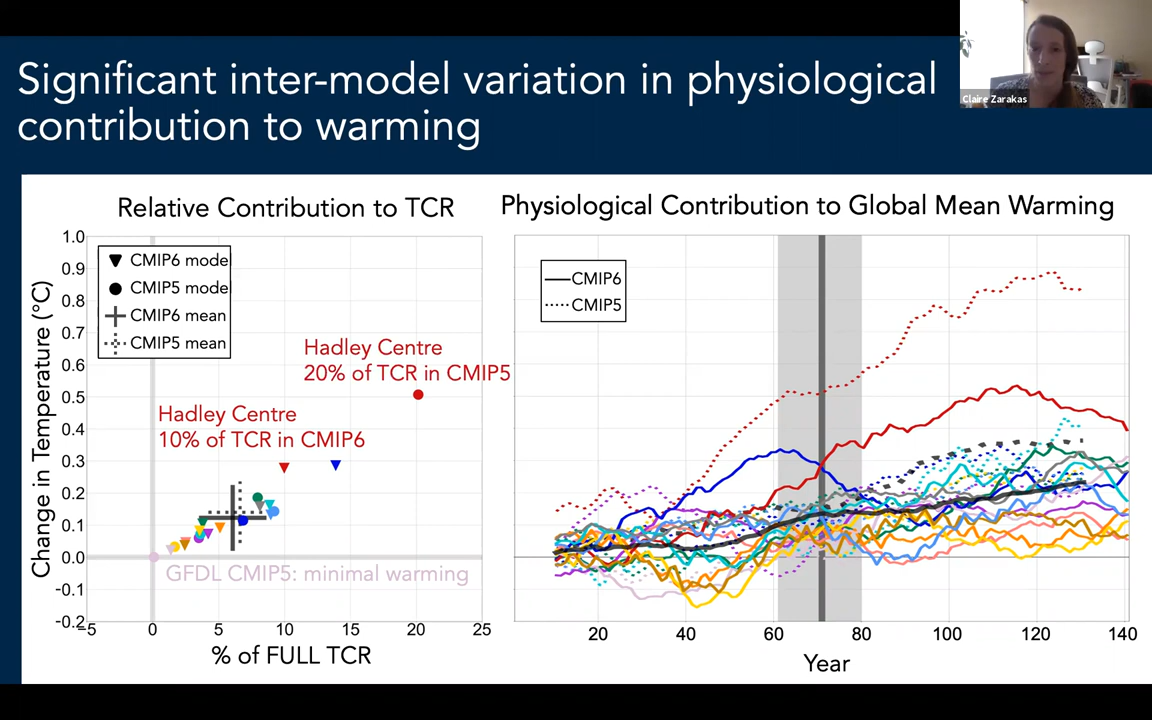 Significant inter-model variation in physiological
contribution to warming
Claire Zarakas
Relative Contribution to TCR
Change in Temperature (°C)
1.0
0.9
0.8
0.7
0.6
0.5
0.4
0.3
0.2
0.1
0.0
-0.1
-0.2
CMIP6 mode
CMIP5 mode
CMIP6 mean
CMIP5 mean
Hadley Centre
20% of TCR in CMIP5
Hadley Centre
10% of TCR in CMIP6
GFDL CMIP5: minimal warming
-5 0 5 10 15 20 25
% of FULL TCR
Physiological Contribution to Global Mean Warming
CMIP6
CMIP5
20 40 60 80 100 120 140
Year